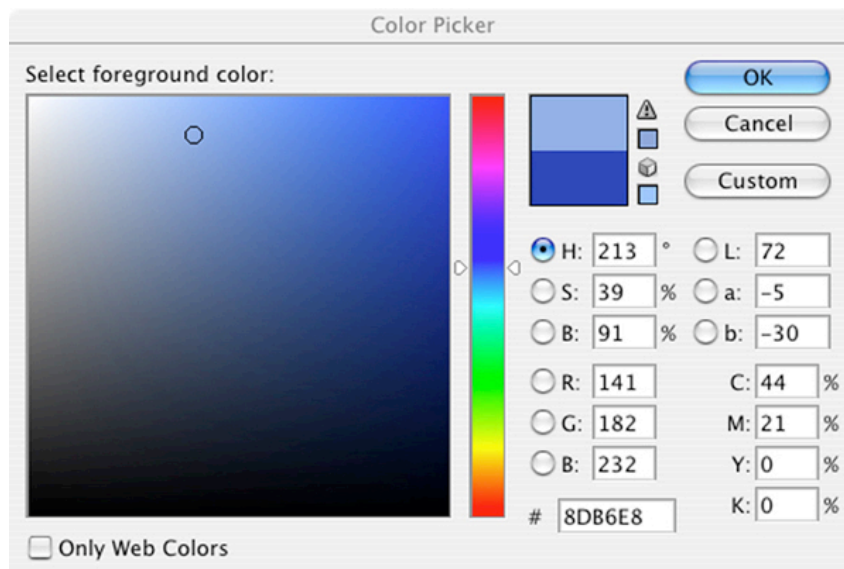 Color Picker
Select foreground color:
OK
Cancel
Custom
H: 213 °
S: 39 %
B: 91 %
R: 141
G: 182
B: 232
# 8DB6E8
L: 72
a: -5
b: -30
C: 44 %
M: 21 %
Y: 0 %
K: 0 %
Only Web Colors